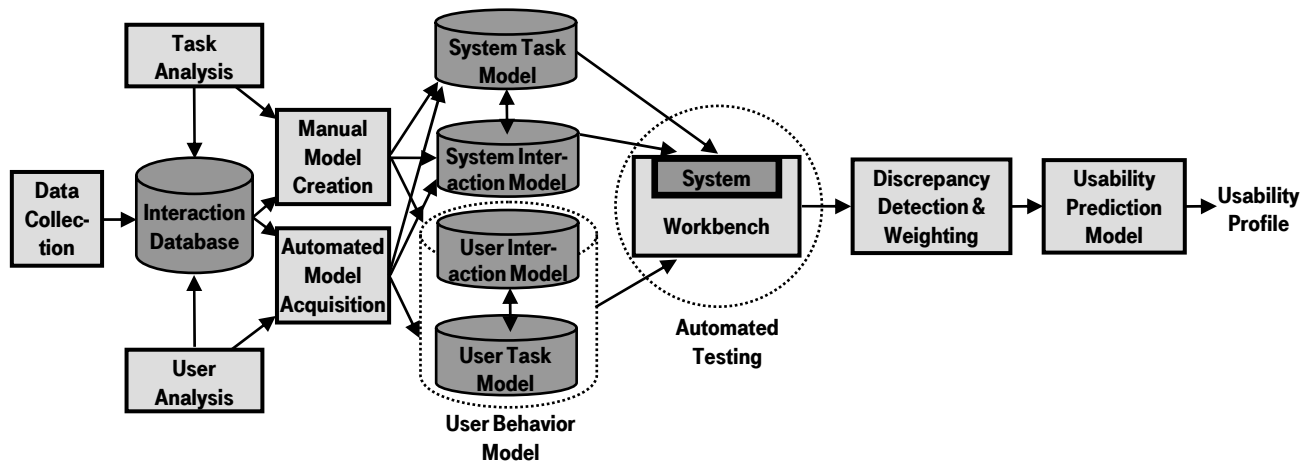 Task
Analysis
Data
Collec-
tion
Interaction
Database
User
Analysis
Manual
Model
Creation
Automated
Model
Acquisition
System Task
Model
System Inter-
action Model
User Inter-
action Model
User Task
Model
User Behavior
Model
System
Workbench
Automated
Testing
Discrepancy
Detection &
Weighting
Usability
Prediction
Model
Usability
Profile